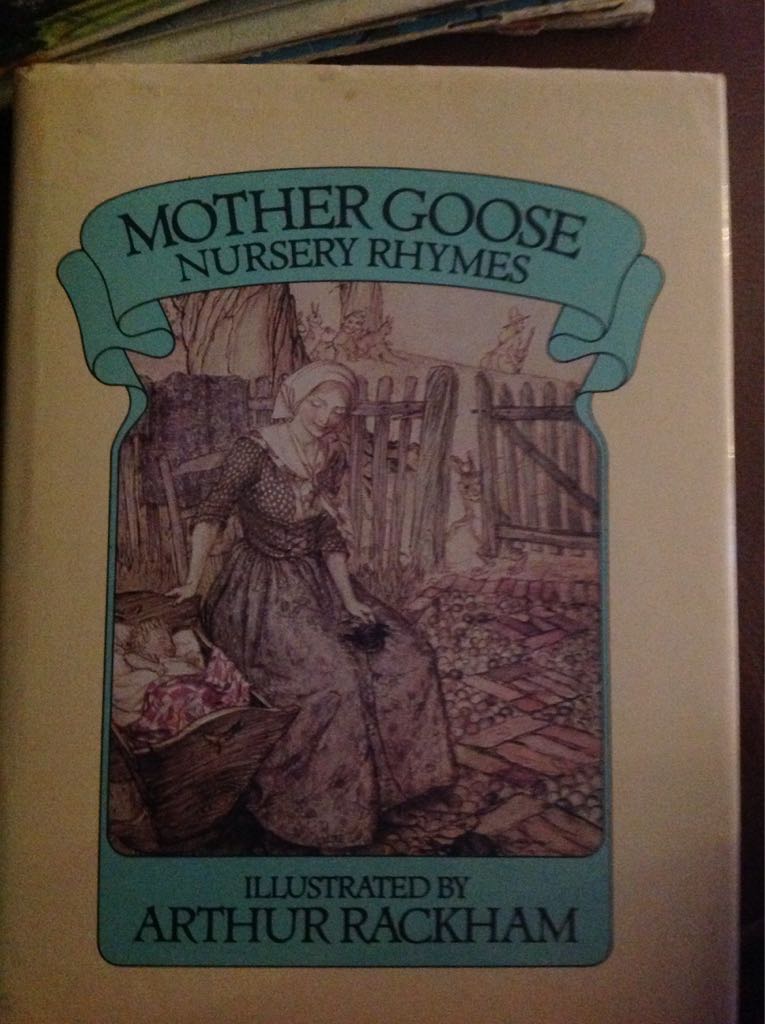 MOTHER GOOSE
NURSERY RHYMES
ILLUSTRATED BY
ARTHUR RACKHAM